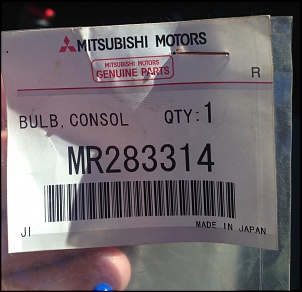 MITSUBISHI MOTORS
MITSUBISHI MOTORS
GENUINE PARTS
R
BULB, CONSOL QTY: 1
MR283314
JI MADE IN JAPAN